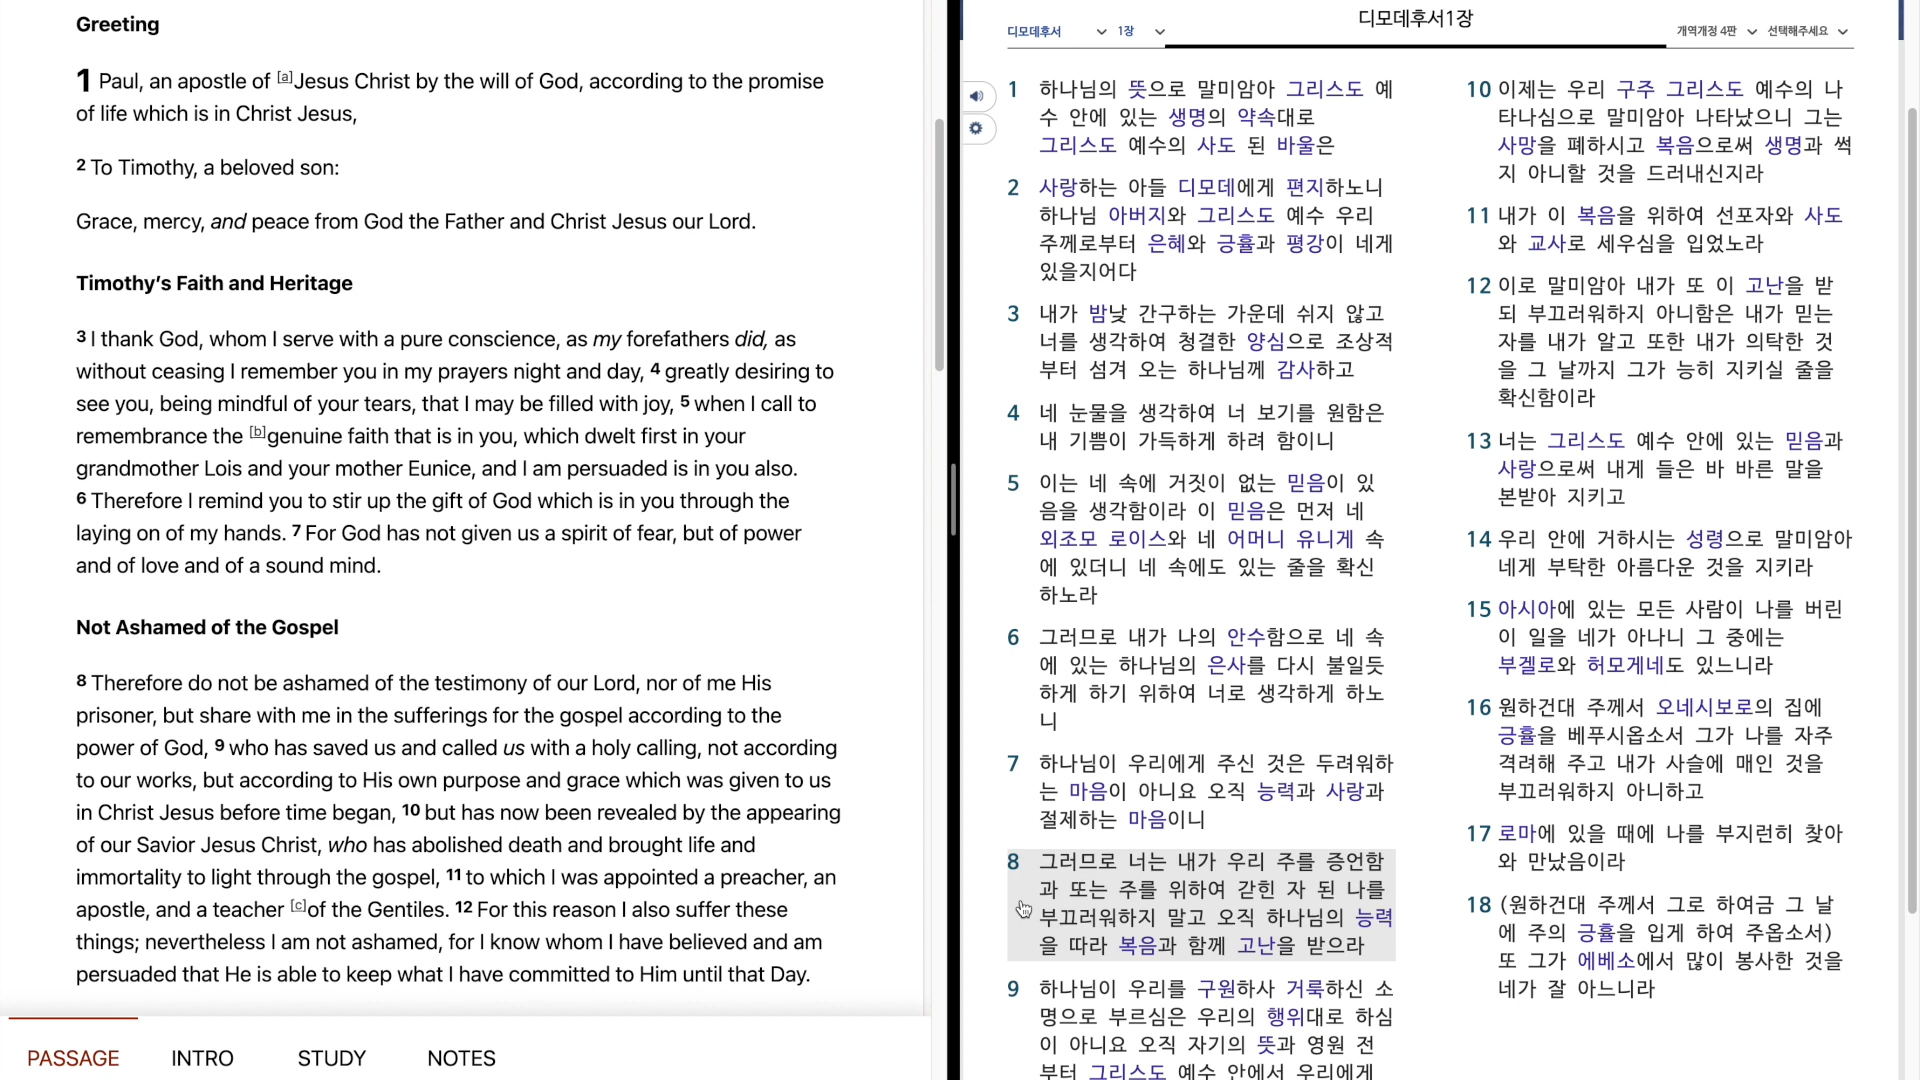 Greeting
1 Paul, an apostle of [a]Jesus Christ by the will of God, according to the promise
of life which is in Christ Jesus,
2 To Timothy, a beloved son:
Grace, mercy, and peace from God the Father and Christ Jesus our Lord.
Timothy’s Faith and Heritage
3 I thank God, whom I serve with a pure conscience, as my forefathers did, as
without ceasing I remember you in my prayers night and day, 4 greatly desiring to
see you, being mindful of your tears, that I may be filled with joy, 5 when I call to
remembrance the [b]genuine faith that is in you, which dwelt first in your
grandmother Lois and your mother Eunice, and I am persuaded is in you also.
6 Therefore I remind you to stir up the gift of God which is in you through the
laying on of my hands. 7 For God has not given us a spirit of fear, but of power
and of love and of a sound mind.
Not Ashamed of the Gospel
8 Therefore do not be ashamed of the testimony of our Lord, nor of me His
prisoner, but share with me in the sufferings for the gospel according to the
power of God, 9 who has saved us and called us with a holy calling, not according
to our works, but according to His own purpose and grace which was given to us
in Christ Jesus before time began, 10 but has now been revealed by the appearing
of our Savior Jesus Christ, who has abolished death and brought life and
immortality to light through the gospel, 11 to which I was appointed a preacher, an
apostle, and a teacher [c]of the Gentiles. 12 For this reason I also suffer these
things; nevertheless I am not ashamed, for I know whom I have believed and am
persuaded that He is able to keep what I have committed to Him until that Day.
PASSAGE INTRO STUDY NOTES
디모데후서 1장 디모데후서1장 개역개정 4판 선택해주세요
1 하나님의 뜻으로 말미암아 그리스도 예
수 안에 있는 생명의 약속대로
그리스도 예수의 사도 된 바울은
2 사랑하는 아들 디모데에게 편지하노니
하나님 아버지와 그리스도 예수 우리
주께로부터 은혜와 긍휼과 평강이 네게
있을지어다
3 내가 밤낮 간구하는 가운데 쉬지 않고
너를 생각하여 청결한 양심으로 조상적
부터 섬겨 오는 하나님께 감사하고
4 네 눈물을 생각하여 너 보기를 원함은
내 기쁨이 가득하게 하려 함이니
5 이는 네 속에 거짓이 없는 믿음이 있
음을 생각함이라 이 믿음은 먼저 네
외조모 로이스와 네 어머니 유니게 속
에 있더니 네 속에도 있는 줄을 확신
하노라
6 그러므로 내가 나의 안수함으로 네 속
에 있는 하나님의 은사를 다시 불일듯
하게 하기 위하여 너로 생각하게 하노
니
7 하나님이 우리에게 주신 것은 두려워하
는 마음이 아니요 오직 능력과 사랑과
절제하는 마음이니
8 그러므로 너는 내가 우리 주를 증언함
과 또는 주를 위하여 갇힌 자 된 나를
부끄러워하지 말고 오직 하나님의 능력
을 따라 복음과 함께 고난을 받으라
9 하나님이 우리를 구원하사 거룩하신 소
명으로 부르심은 우리의 행위대로 하심
이 아니요 오직 자기의 뜻과 영원 전
부터 그리스도 예수 안에서 우리에게
10 이제는 우리 구주 그리스도 예수의 나
타나심으로 말미암아 나타났으니 그는
사망을 폐하시고 복음으로써 생명과 썩
지 아니할 것을 드러내신지라
11 내가 이 복음을 위하여 선포자와 사도
와 교사로 세우심을 입었노라
12 이로 말미암아 내가 또 이 고난을 받
되 부끄러워하지 아니함은 내가 믿는
자를 내가 알고 또한 내가 의탁한 것
을 그 날까지 그가 능히 지키실 줄을
확신함이라
13 너는 그리스도 예수 안에 있는 믿음과
사랑으로써 내게 들은 바 바른 말을
본받아 지키고
14 우리 안에 거하시는 성령으로 말미암아
네게 부탁한 아름다운 것을 지키라
15 아시아에 있는 모든 사람이 나를 버린
이 일을 네가 아나니 그 중에는
부겔로와 허모게네도 있느니라
16 원하건대 주께서 오네시보로의 집에
긍휼을 베푸시옵소서 그가 나를 자주
격려해 주고 내가 사슬에 매인 것을
부끄러워하지 아니하고
17 로마에 있을 때에 나를 부지런히 찾아
와 만났음이라
18 (원하건대 주께서 그로 하여금 그 날
에 주의 긍휼을 입게 하여 주옵소서)
또 그가 에베소에서 많이 봉사한 것을
네가 잘 아느니라